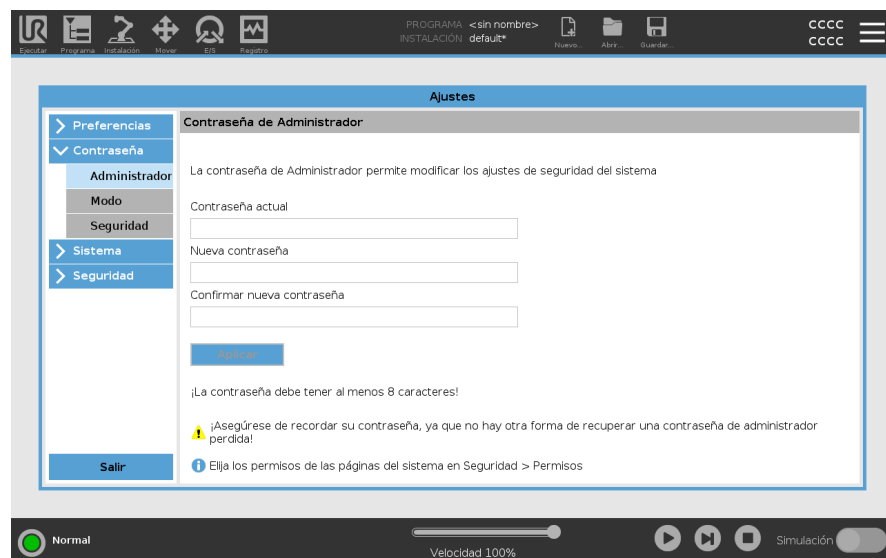 PROGRAMA <sin nombre>
INSTALACIÓN default*
CCCC
CCCC
Ejecutar Programa Instalación Mover E/S Registro Nuevo... Abrir... Guardar...
Ajustes
Preferencias
Contraseña
Administrador
Modo
Seguridad
Sistema
Seguridad
Salir
Contraseña de Administrador
La contraseña de Administrador permite modificar los ajustes de seguridad del sistema
Contraseña actual
Nueva contraseña
Confirmar nueva contraseña
Aplicar
¡La contraseña debe tener al menos 8 caracteres!
¡Asegúrese de recordar su contraseña, ya que no hay otra forma de recuperar una contraseña de administrador
perdida!
Elija los permisos de las páginas del sistema en Seguridad > Permisos
Normal
Velocidad 100%
Simulación